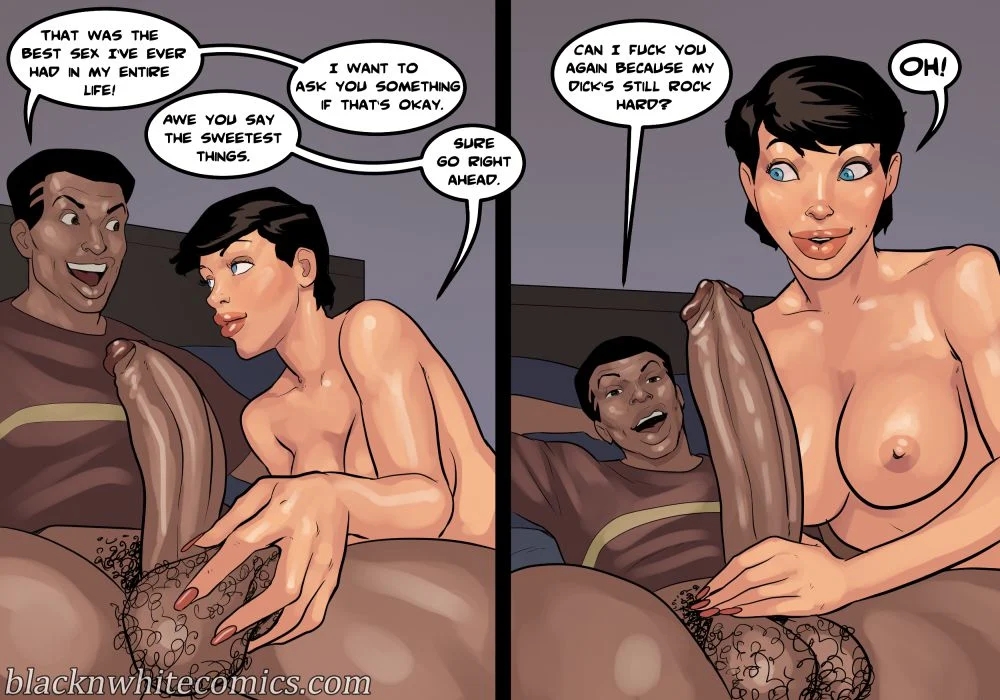 THAT WAS THE
BEST SEX I'VE EVER
HAD IN MY ENTIRE
LIFE!
I WANT TO
ASK YOU SOMETHING
IF THAT'S OKAY.
AWE YOU SAY
THE SWEETEST
THINGS.
SURE
GO RIGHT
AHEAD.
CAN I FUCK YOU
AGAIN BECAUSE MY
DICK'S STILL ROCK
HARD?
OH!
blacknwhitecomics.com